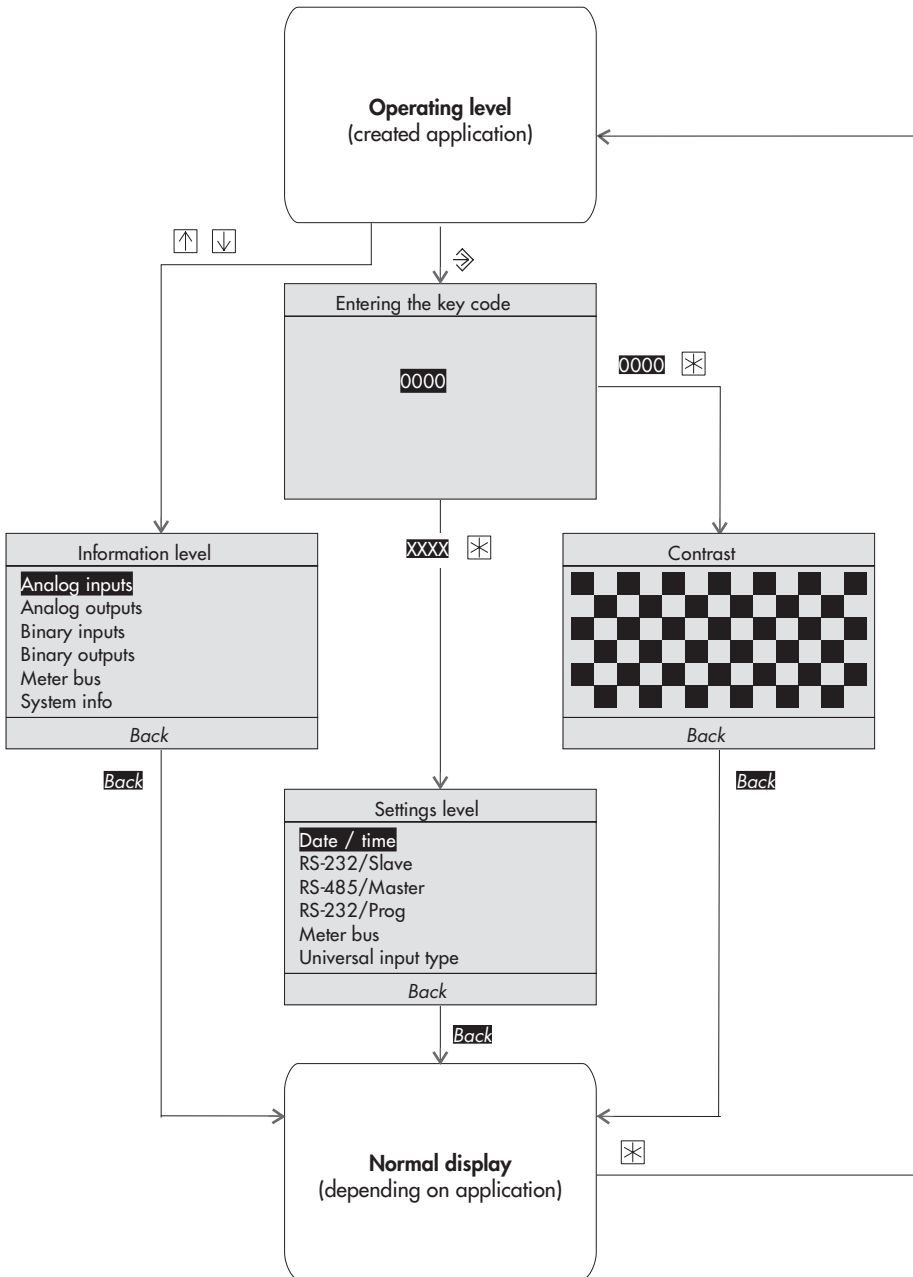 Operating level
(created application)
Entering the key code
0000
0000
XXXX
Information level
Analog inputs
Analog outputs
Binary inputs
Binary outputs
Meter bus
System info
Back
Back
Contrast
Back
Back
Settings level
Date / time
RS-232/Slave
RS-485/Master
RS-232/Prog
Meter bus
Universal input type
Back
Back
Normal display
(depending on application)